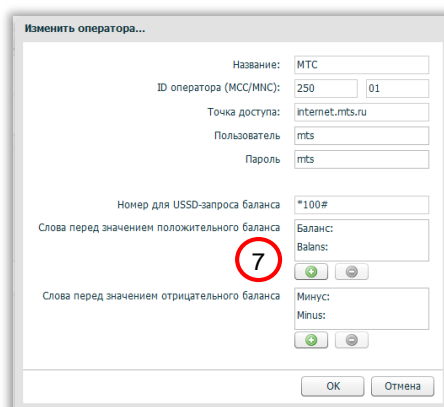 Изменить оператора...
Название: МТС
ID оператора (MCC/MNC): 250 01
Точка доступа: internet.mts.ru
Пользователь mts
Пароль mts
Номер для USSD-запроса баланса *100#
Слова перед значением положительного баланса Баланс:
Balans:
7
Слова перед значением отрицательного баланса Минус:
Minus:
OK Отмена